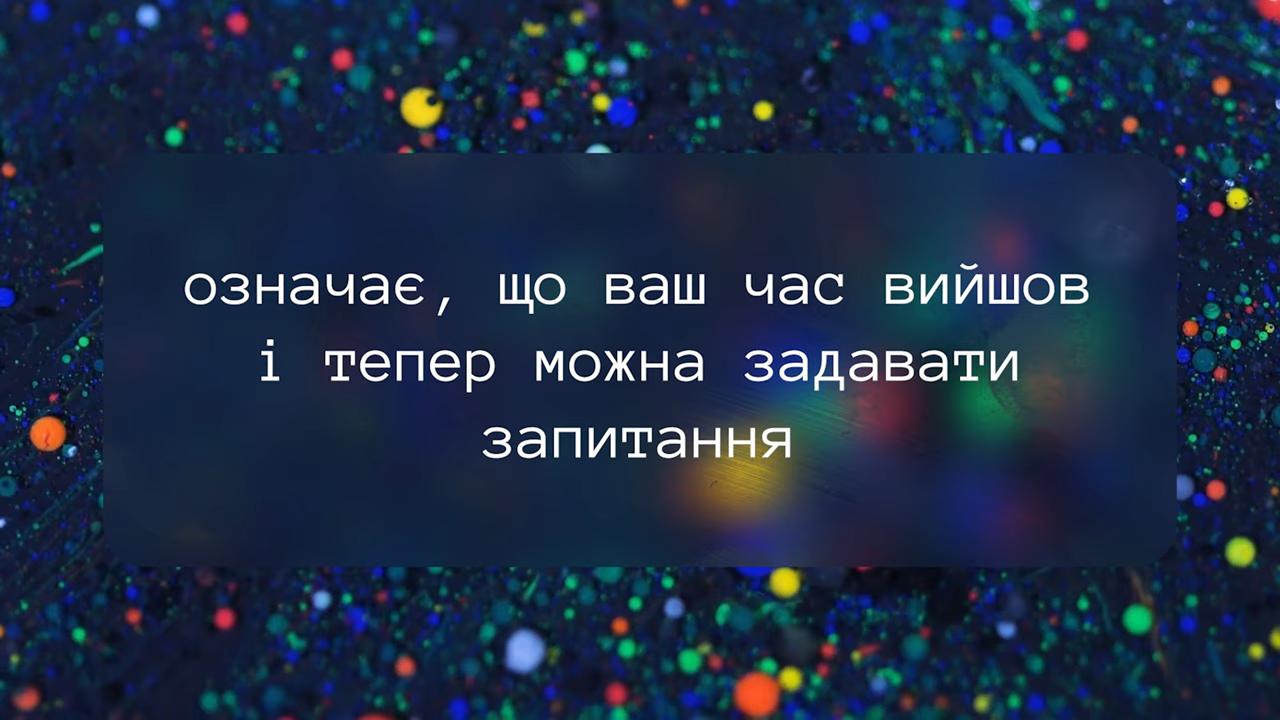 означає, що ваш час вийшов
і тепер можна задавати
запитання